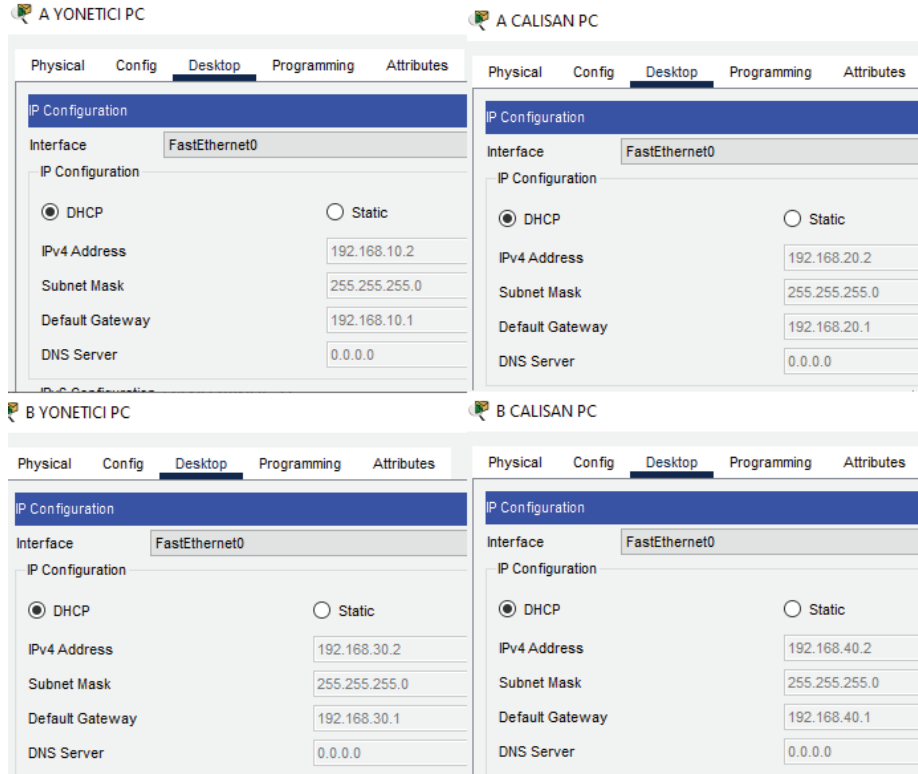 A YONETICI PC
Physical Config Desktop Programming Attributes
IP Configuration
Interface FastEthernet0
IP Configuration
DHCP Static
IPv4 Address 192.168.10.2
Subnet Mask 255.255.255.0
Default Gateway 192.168.10.1
DNS Server 0.0.0.0
IPv6 Configuration
A CALISAN PC
Physical Config Desktop Programming Attributes
IP Configuration
Interface FastEthernet0
IP Configuration
DHCP Static
IPv4 Address 192.168.20.2
Subnet Mask 255.255.255.0
Default Gateway 192.168.20.1
DNS Server 0.0.0.0
B YONETICI PC
Physical Config Desktop Programming Attributes
IP Configuration
Interface FastEthernet0
IP Configuration
DHCP Static
IPv4 Address 192.168.30.2
Subnet Mask 255.255.255.0
Default Gateway 192.168.30.1
DNS Server 0.0.0.0
B CALISAN PC
Physical Config Desktop Programming Attributes
IP Configuration
Interface FastEthernet0
IP Configuration
DHCP Static
IPv4 Address 192.168.40.2
Subnet Mask 255.255.255.0
Default Gateway 192.168.40.1
DNS Server 0.0.0.0